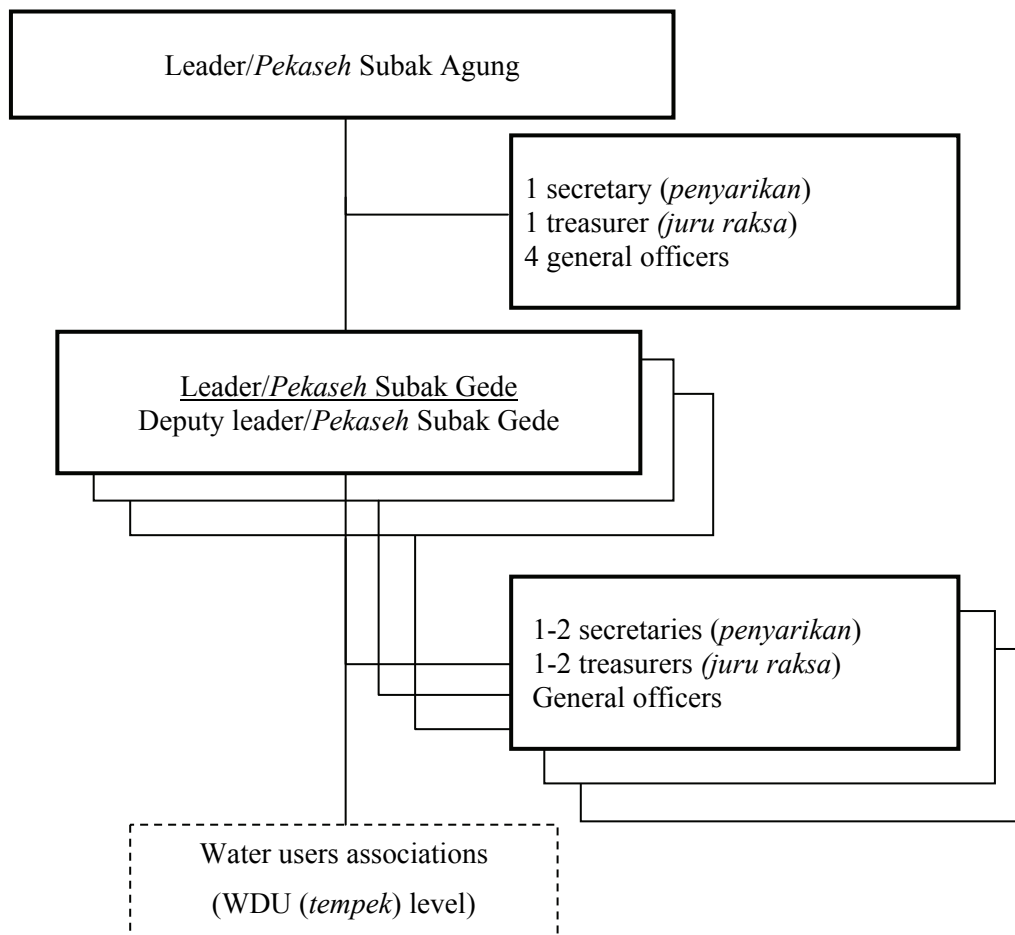 Leader/Pekaseh Subak Agung
1 secretary (penyarikan)
1 treasurer (juru raksa)
4 general officers
Leader/Pekaseh Subak Gede
Deputy leader/Pekaseh Subak Gede
1-2 secretaries (penyarikan)
1-2 treasurers (juru raksa)
General officers
Water users associations
(WDU (tempek) level)